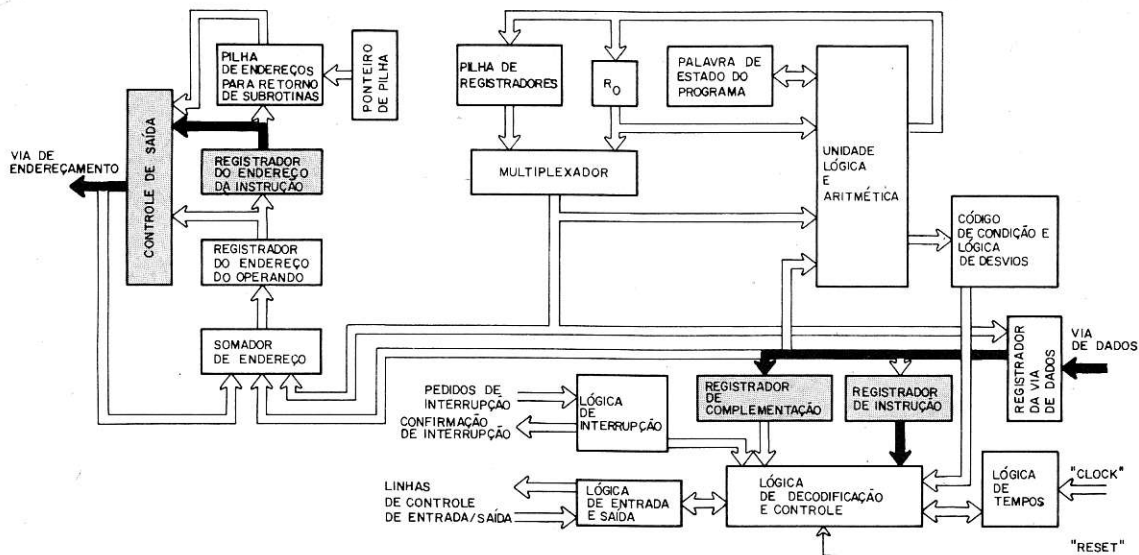 PILHA
DE ENDEREÇOS
PARA RETORNO
DE SUBROTINAS
PONTEIRO
DE PILHA
PILHA DE
REGISTRADORES
R0
PALAVRA DE
ESTADO DO
PROGRAMA
UNIDADE
LÓGICA
E
ARITMÉTICA
VIA DE
ENDEREÇAMENTO
CONTROLE DE SAÍDA
REGISTRADOR
DO ENDEREÇO
DA INSTRUÇÃO
MULTIPLEXADOR
REGISTRADOR
DO ENDEREÇO
DO OPERANDO
CÓDIGO
DE CONDIÇÃO E
LÓGICA
DE DESVIOS
SOMADOR
DE ENDEREÇO
REGISTRADOR
DA VIA
DE DADOS
VIA
DE DADOS
PEDIDOS DE
INTERRUPÇÃO
CONFIRMAÇÃO
DE INTERRUPÇÃO
LÓGICA
DE
INTERRUPÇÃO
REGISTRADOR
DE
COMPLEMENTAÇÃO
REGISTRADOR
DE INSTRUÇÃO
LINHAS
DE CONTROLE
DE ENTRADA/SAÍDA
LÓGICA
DE ENTRADA
E SAÍDA
LÓGICA
DE DECODIFICAÇÃO
E CONTROLE
LÓGICA
DE
TEMPOS
"CLOCK"
"RESET"